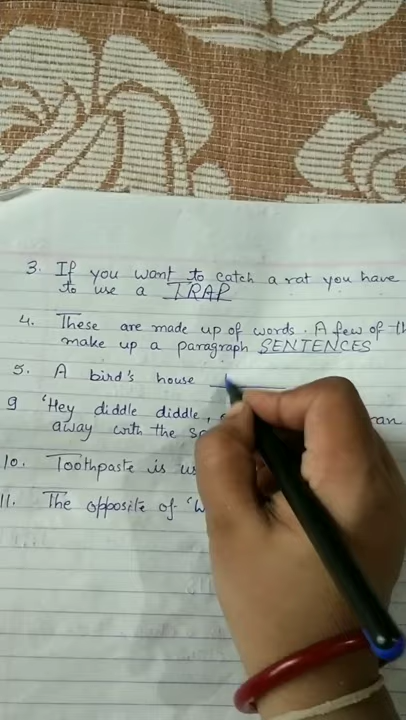 3. If you want to catch a rat you have
to use a TRAP
4. These are made up of words. A few of
make up a paragraph SENTENCES
5. A bird's house
9 'Hey diddle diddle, ran
away with the
10. Toothpaste is
11. The opposite of